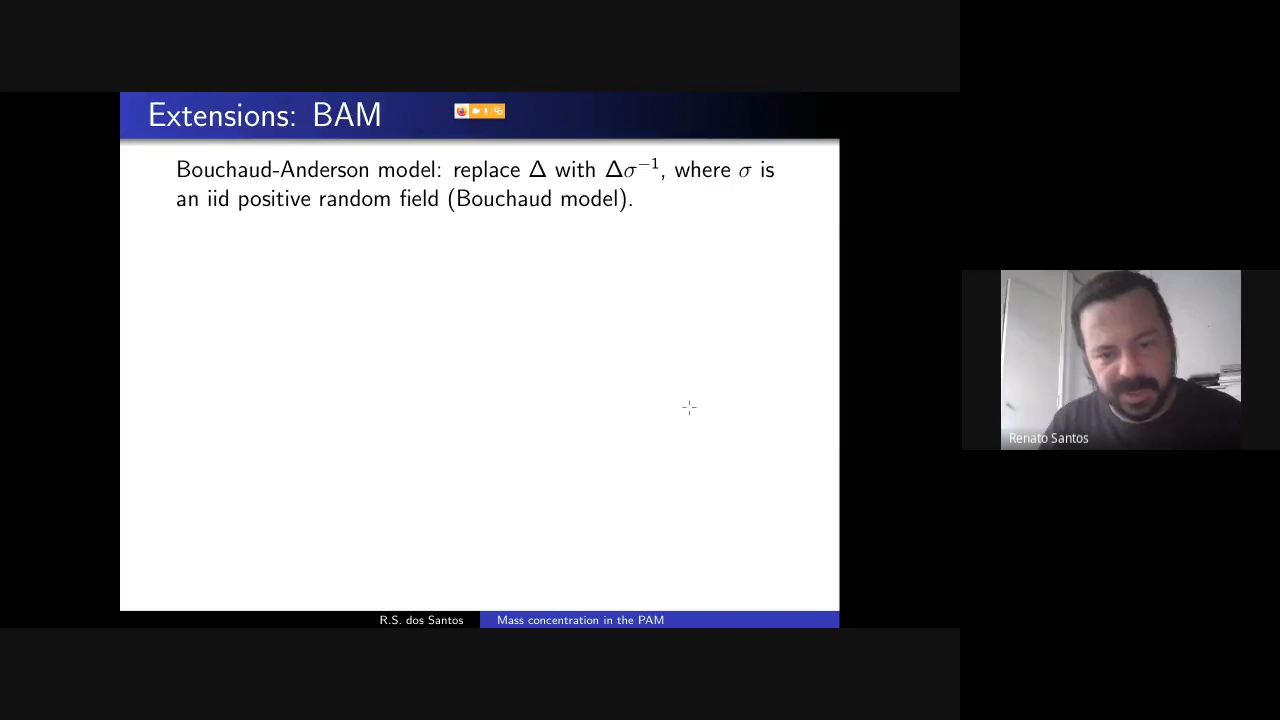 Extensions: BAM
Bouchaud-Anderson model: replace Δ with Δσ⁻¹, where σ is
an iid positive random field (Bouchaud model).
Renato Santos
R.S. dos Santos
Mass concentration in the PAM